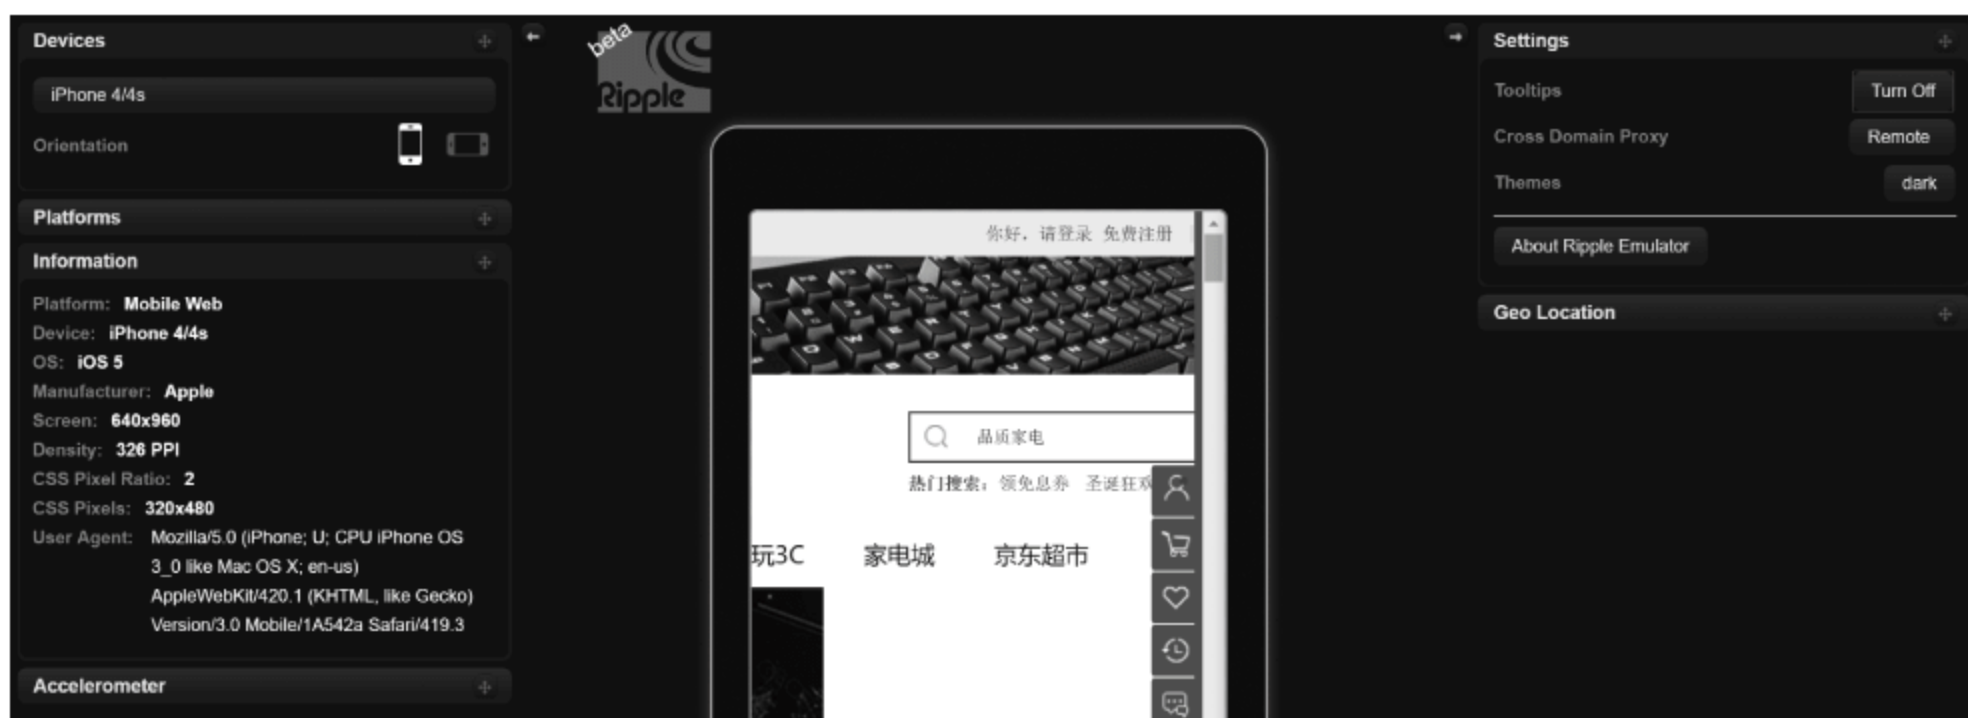 Devices
iPhone 4/4s
Orientation
Platforms
Information
Platform: Mobile Web
Device: iPhone 4/4s
OS: iOS 5
Manufacturer: Apple
Screen: 640x960
Density: 326 PPI
CSS Pixel Ratio: 2
CSS Pixels: 320x480
User Agent: Mozilla/5.0 (iPhone; U; CPU iPhone OS
3_0 like Mac OS X; en-us)
AppleWebKit/420.1 (KHTML, like Gecko)
Version/3.0 Mobile/1A542a Safari/419.3
Accelerometer
beta
Ripple
你好，请登录 免费注册
品质家电
热门搜索：领免息券 圣诞狂欢
玩3C 家电城 京东超市
Settings
Tooltips Turn Off
Cross Domain Proxy Remote
Themes dark
About Ripple Emulator
Geo Location